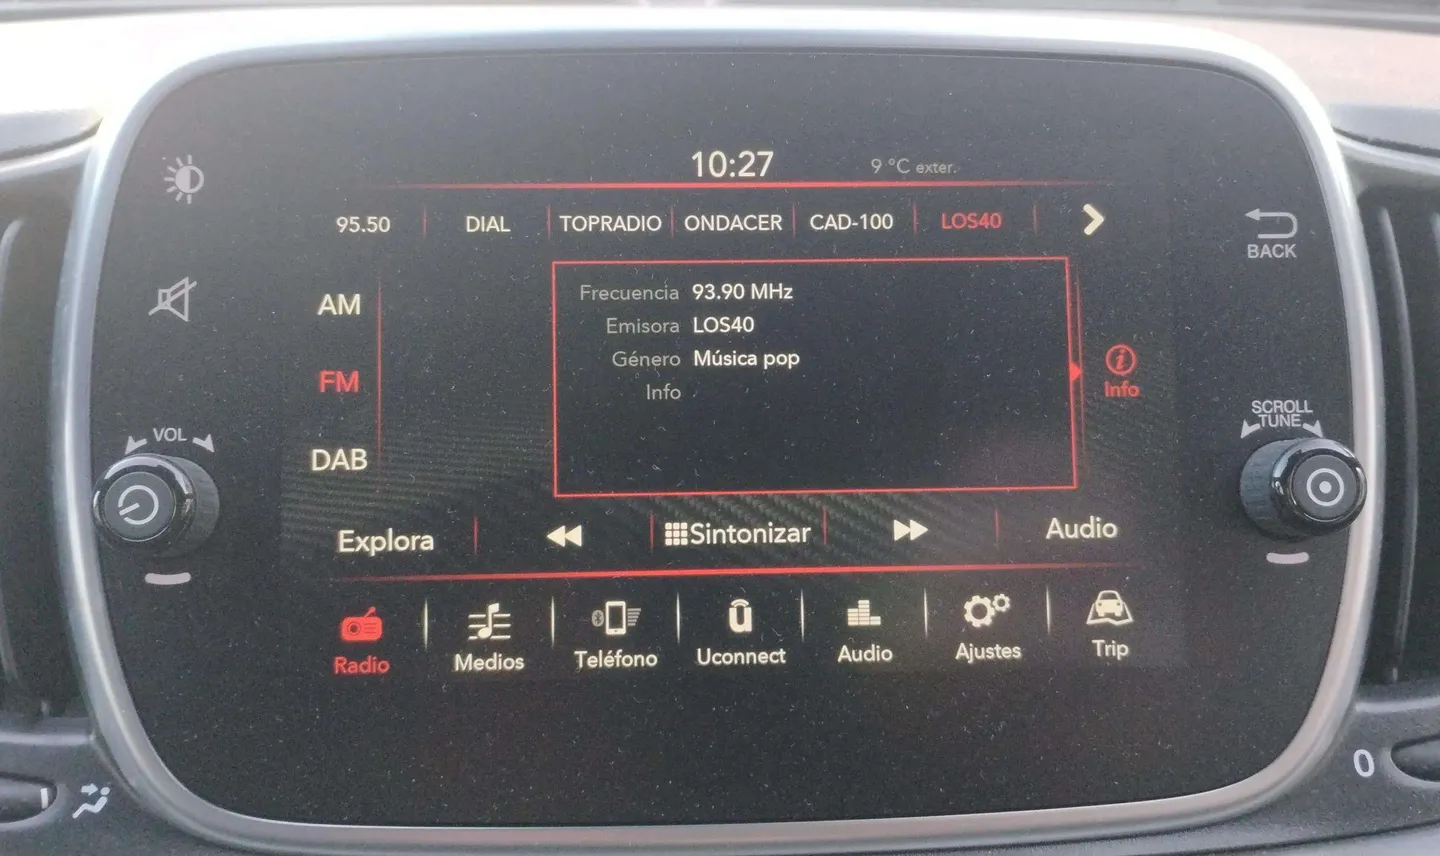 10:27 9 °C exter.
95.50 DIAL TOPRADIO ONDACER CAD-100 LOS40
BACK
AM
FM
DAB
Frecuencia 93.90 MHz
Emisora LOS40
Género Música pop
Info
i
Info
VOL
SCROLL
TUNE
Explora Sintonizar Audio
Radio Medios Teléfono Uconnect Audio Ajustes Trip
0